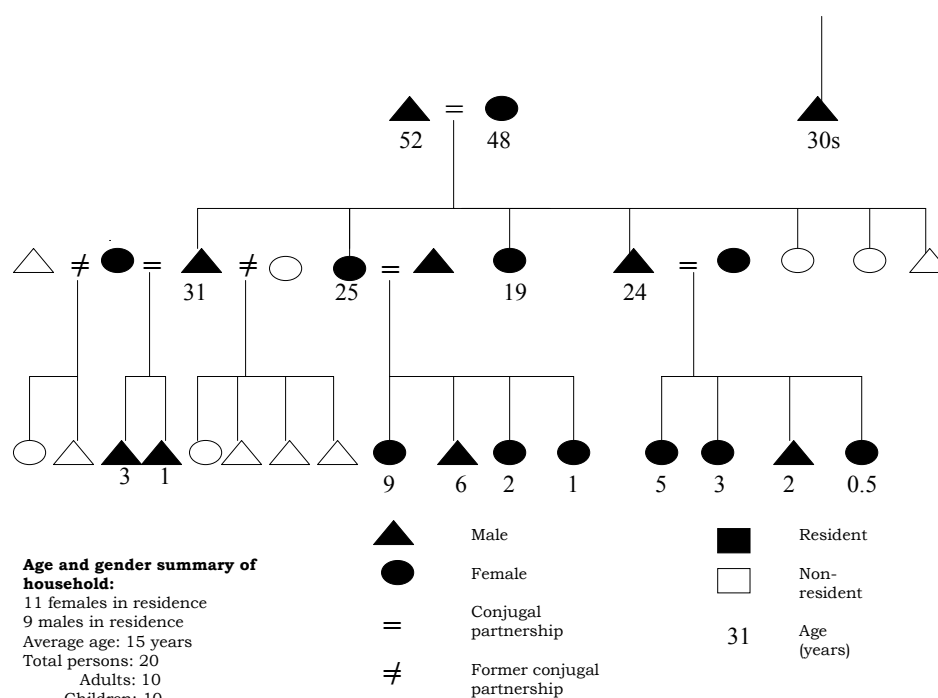 52
48
30s
= 
≠
=
≠
=
=
31
25
19
24
3
1
9
6
2
1
5
3
2
0.5
Age and gender summary of
household:
11 females in residence
9 males in residence
Average age: 15 years
Total persons: 20
Adults: 10
Children: 10
Male
Female
=
Conjugal
partnership
≠
Former conjugal
partnership
Resident
Non-
resident
31
Age
(years)